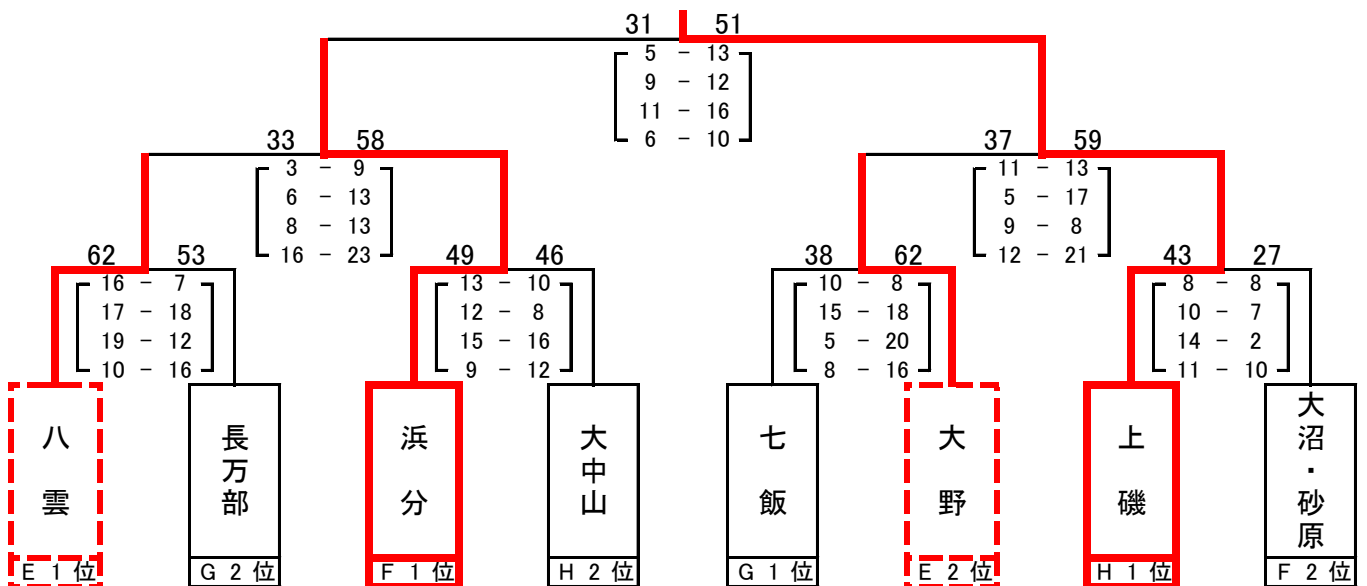 31 51
5 - 13
9 - 12
11 - 16
6 - 10
33 58
3 - 9
6 - 13
8 - 13
16 - 23
37 59
11 - 13
5 - 17
9 - 8
12 - 21
62 53
16 - 7
17 - 18
19 - 12
10 - 16
49 46
13 - 10
12 - 8
15 - 16
9 - 12
38 62
10 - 8
15 - 18
5 - 20
8 - 16
43 27
8 - 8
10 - 7
14 - 2
11 - 10
八雲
長万部
浜分
大中山
七飯
大野
上磯
大沼・砂原
E 1 位
G 2 位
F 1 位
H 2 位
G 1 位
E 2 位
H 1 位
F 2 位